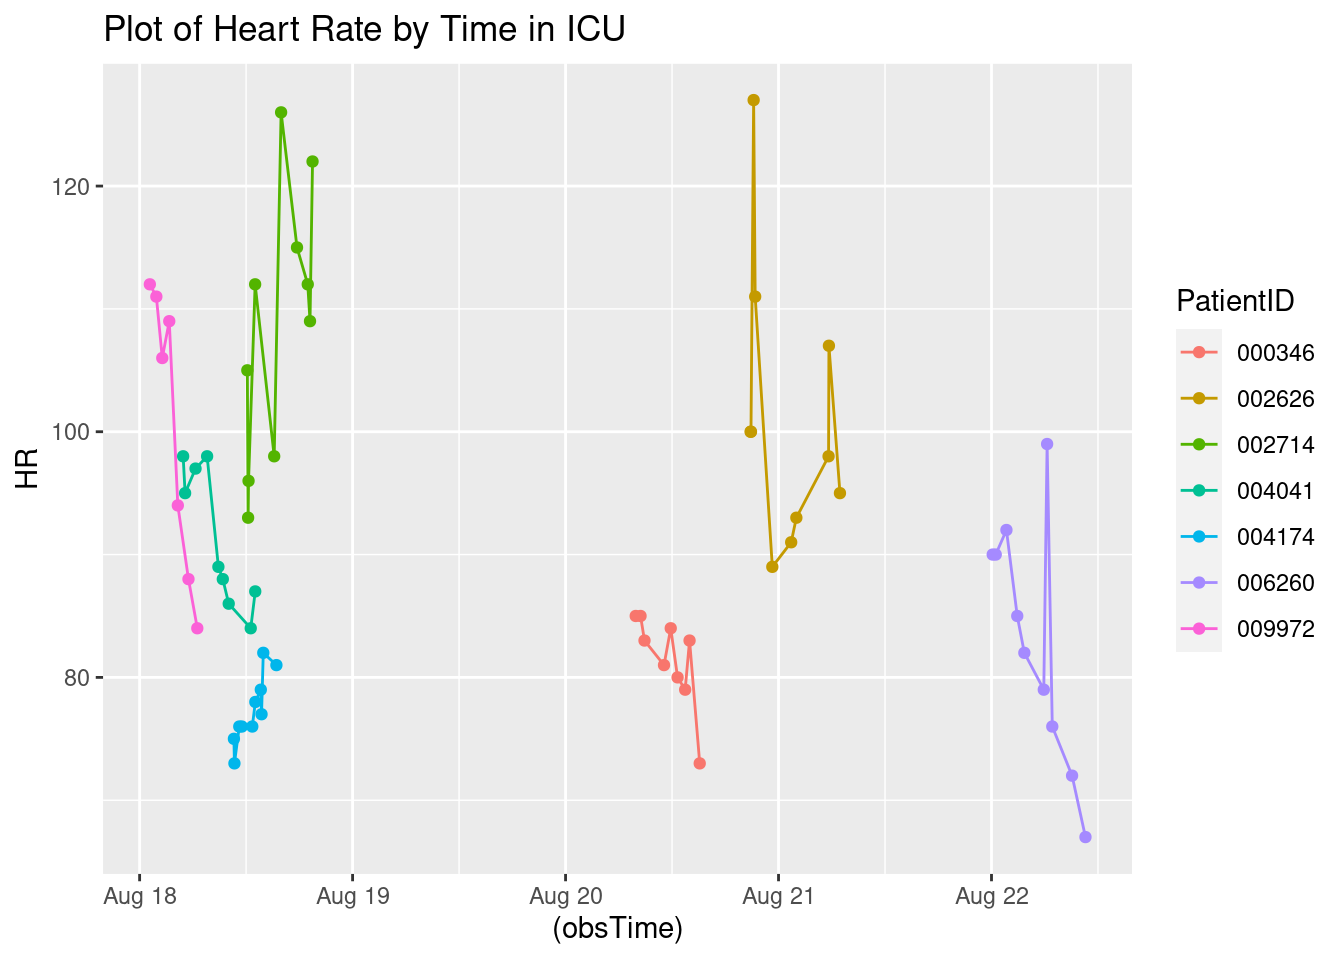 Plot of Heart Rate by Time in ICU
120
100
80
HR
Aug 18
Aug 19
Aug 20
Aug 21
Aug 22
(obsTime)
PatientID
000346
002626
002714
004041
004174
006260
009972